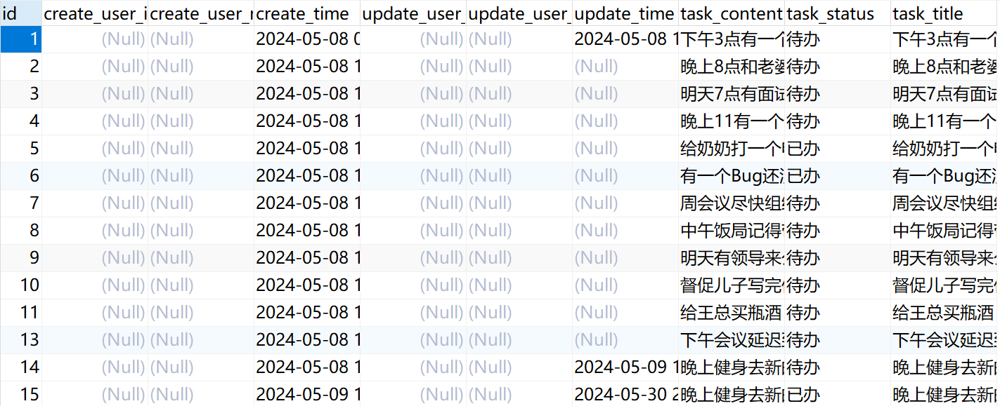 id create_user_i create_user_ create_time update_user update_user_ update_time task_content task_status task_title
1 (Null) (Null) 2024-05-08 0 (Null) (Null) 2024-05-08 1 下午3点有一个 待办 下午3点有一个
2 (Null) (Null) 2024-05-08 1 (Null) (Null) (Null) 晚上8点和老婆 待办 晚上8点和老婆
3 (Null) (Null) 2024-05-08 1 (Null) (Null) (Null) 明天7点有面试 待办 明天7点有面试
4 (Null) (Null) 2024-05-08 1 (Null) (Null) (Null) 晚上11有一个 待办 晚上11有一个
5 (Null) (Null) 2024-05-08 1 (Null) (Null) (Null) 给奶奶打一个 已办 给奶奶打一个
6 (Null) (Null) 2024-05-08 1 (Null) (Null) (Null) 有一个Bug还没 已办 有一个Bug还没
7 (Null) (Null) 2024-05-08 1 (Null) (Null) (Null) 周会议尽快组织 待办 周会议尽快组织
8 (Null) (Null) 2024-05-08 1 (Null) (Null) (Null) 中午饭局记得带 待办 中午饭局记得带
9 (Null) (Null) 2024-05-08 1 (Null) (Null) (Null) 明天有领导来 待办 明天有领导来
10 (Null) (Null) 2024-05-08 1 (Null) (Null) (Null) 督促儿子写完 待办 督促儿子写完
11 (Null) (Null) 2024-05-08 1 (Null) (Null) (Null) 给王总买瓶酒 待办 给王总买瓶酒
13 (Null) (Null) 2024-05-08 1 (Null) (Null) (Null) 下午会议延迟到 待办 下午会议延迟到
14 (Null) (Null) 2024-05-08 1 (Null) (Null) 2024-05-09 1 晚上健身去新 待办 晚上健身去新
15 (Null) (Null) 2024-05-09 1 (Null) (Null) 2024-05-30 2 晚上健身去新 已办 晚上健身去新